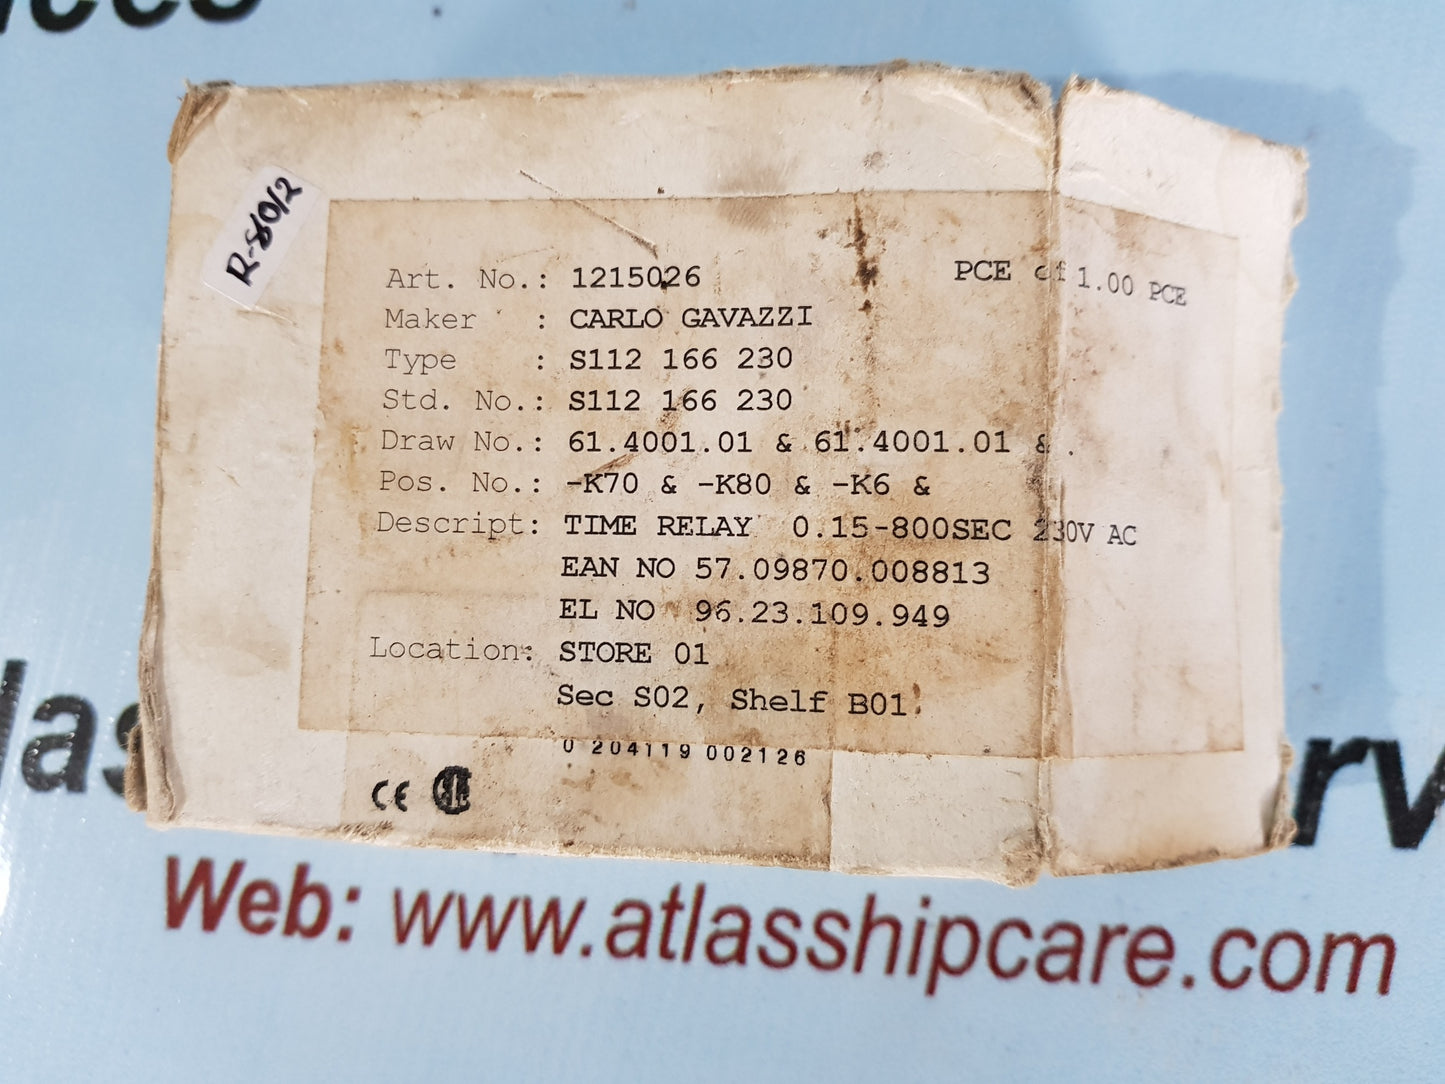 R-8012
Art. No.: 1215026 PCE of 1.00 PCE
Maker : CARLO GAVAZZI
Type : S112 166 230
Std. No.: S112 166 230
Draw No.: 61.4001.01 & 61.4001.01 & .
Pos. No.: -K70 & -K80 & -K6 &
Descript: TIME RELAY 0.15-800SEC 230V AC
EAN NO 57.09870.008813
EL NO 96.23.109.949
Location: STORE 01
Sec S02, Shelf B01
0 204119 002126
CE
Web: www.atlasshipcare.com